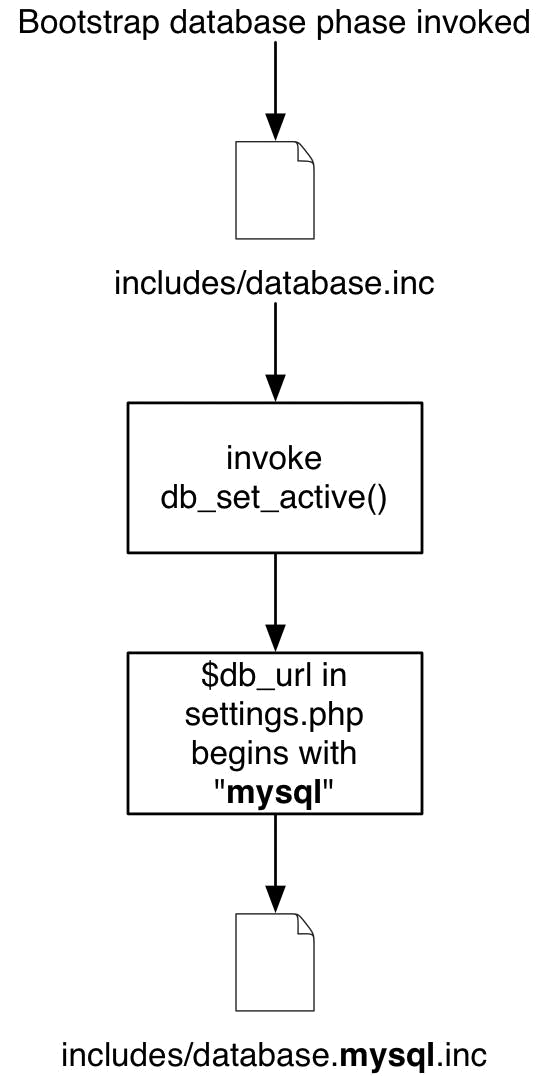 Bootstrap database phase invoked
includes/database.inc
invoke
db_set_active()
$db_url in
settings.php
begins with
"mysql"
includes/database.mysql.inc